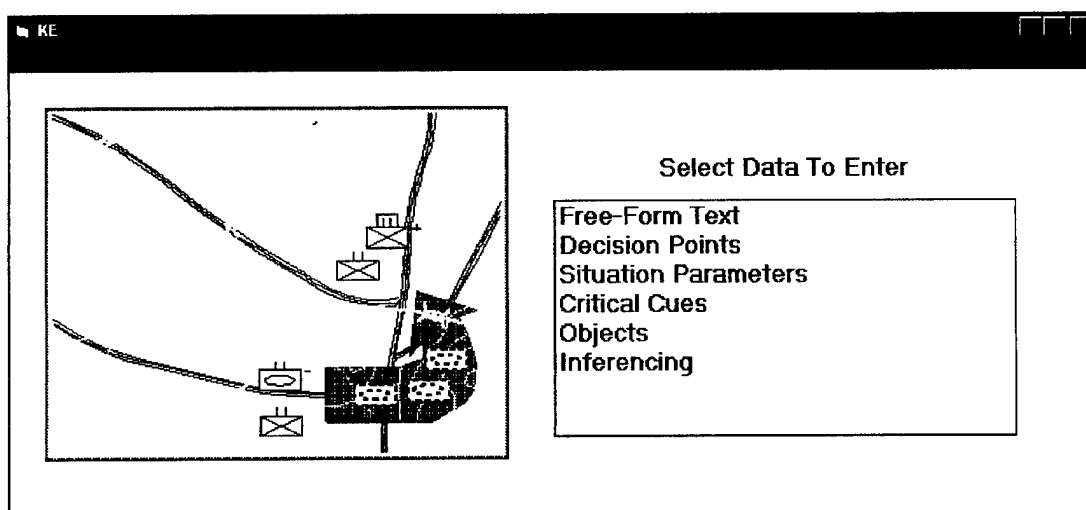 KE
Select Data To Enter
Free-Form Text
Decision Points
Situation Parameters
Critical Cues
Objects
Inferencing